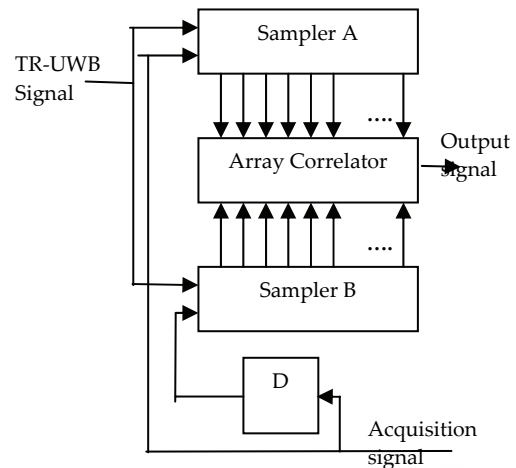 Sampler A
TR-UWB
Signal
....
Array Correlator
Output
signal
....
Sampler B
D
Acquisition
signal